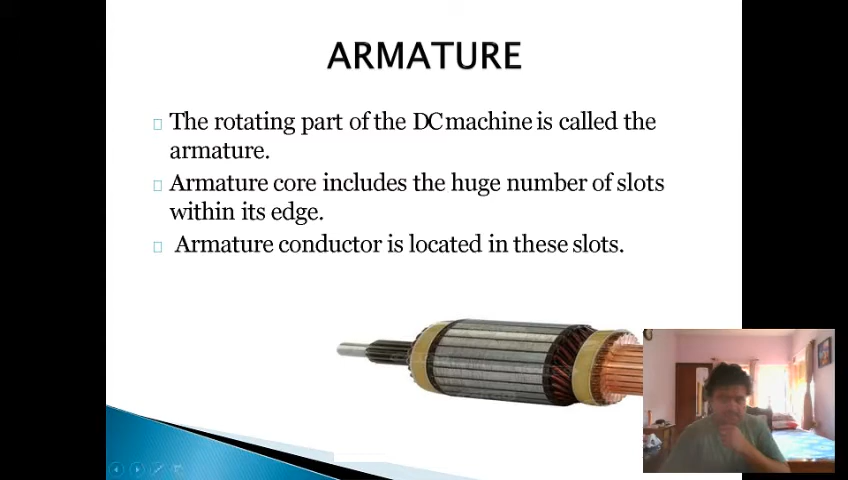 ARMATURE
The rotating part of the DC machine is called the
armature.
Armature core includes the huge number of slots
within its edge.
Armature conductor is located in these slots.